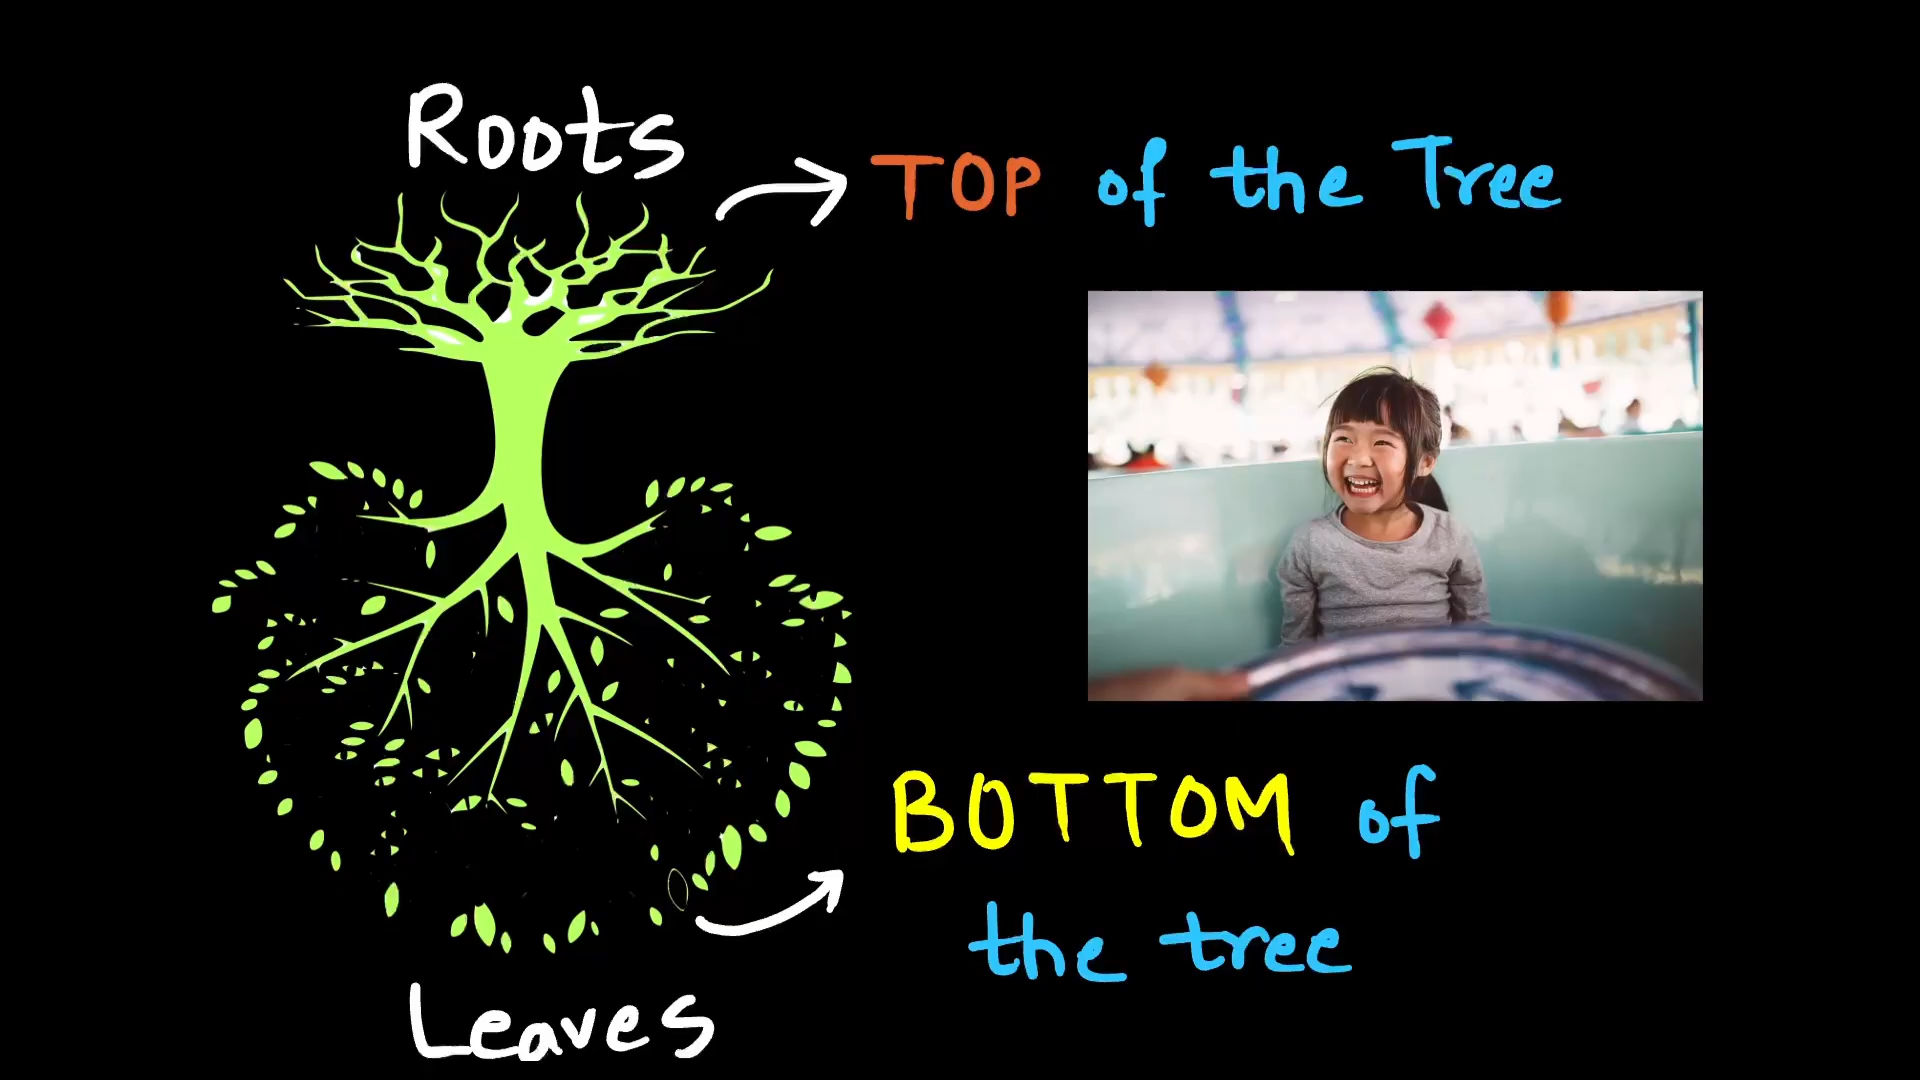 Roots
TOP of the Tree
BOTTOM of
the tree
Leaves